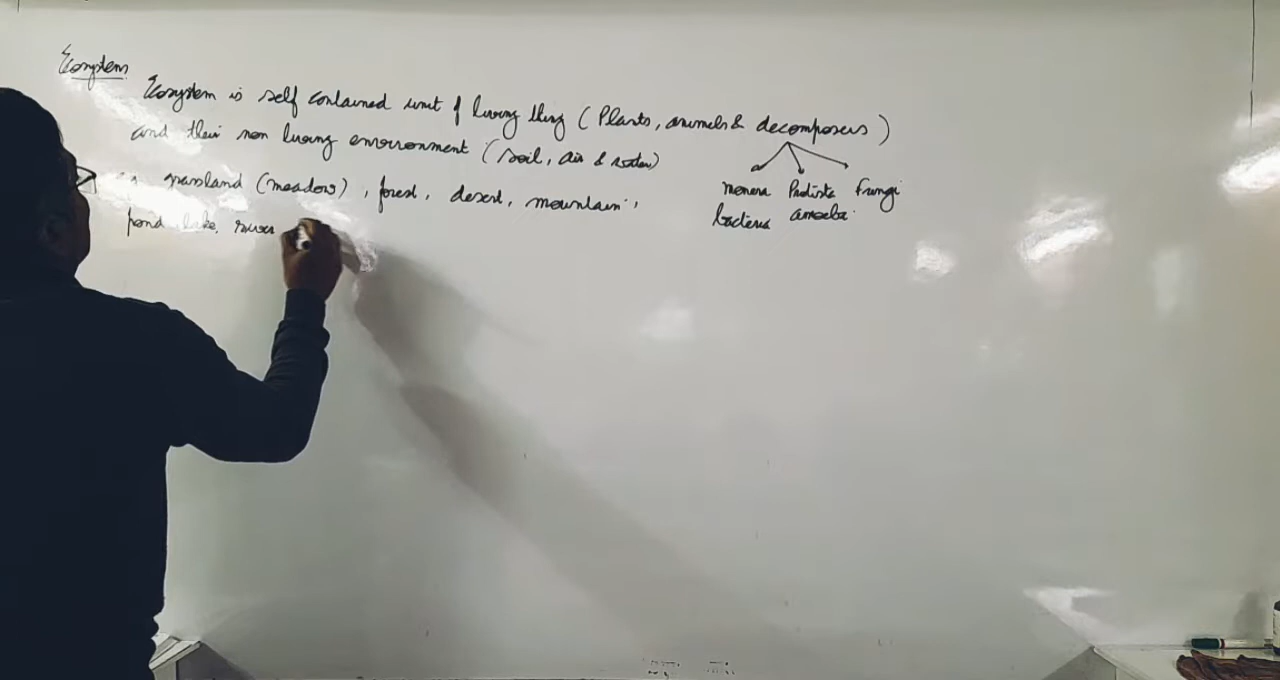 Ecosystem
Ecosystem is self contained unit of living thing (Plants, animals & decomposers)
and their non living environment (soil, air & water)
grassland (meadow), forest, desert, mountain,
pond lake, river
monera Protista Fungi
bacteria amoeba